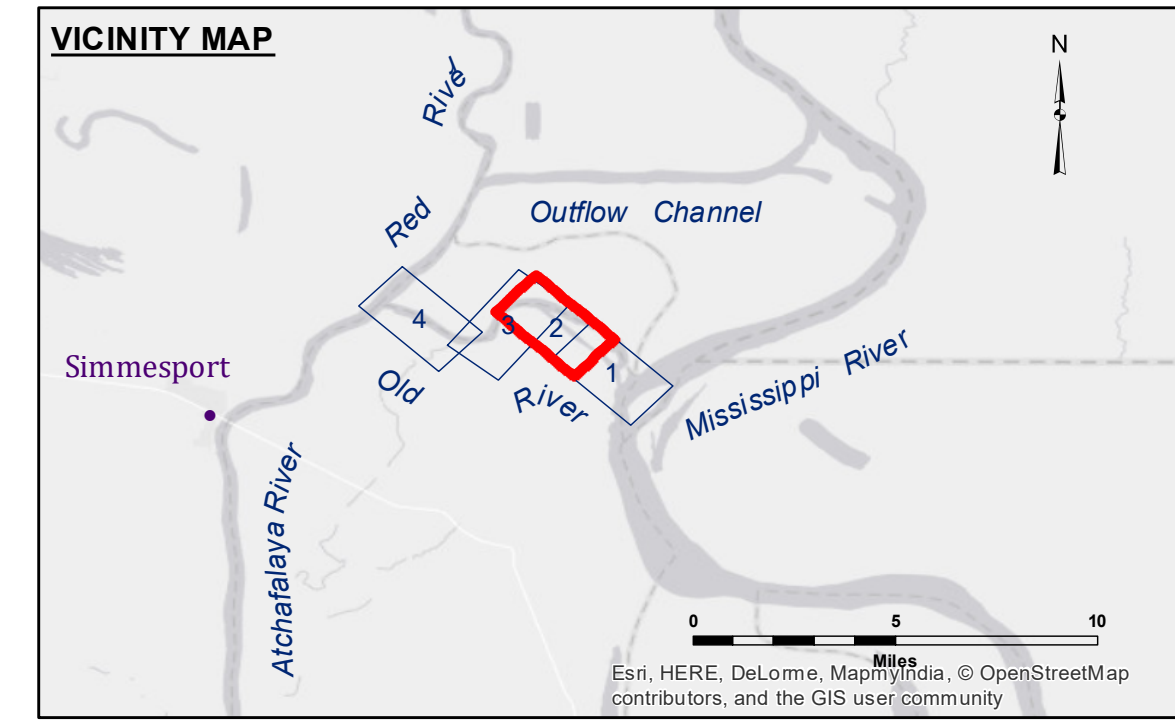 VICINITY MAP
N
Red River
Outflow Channel
4
3
2
1
Simmesport
Old River
Mississippi River
Atchafalaya River
0 5 10
Miles
Esri, HERE, DeLorme, MapmyIndia, © OpenStreetMap
contributors, and the GIS user community